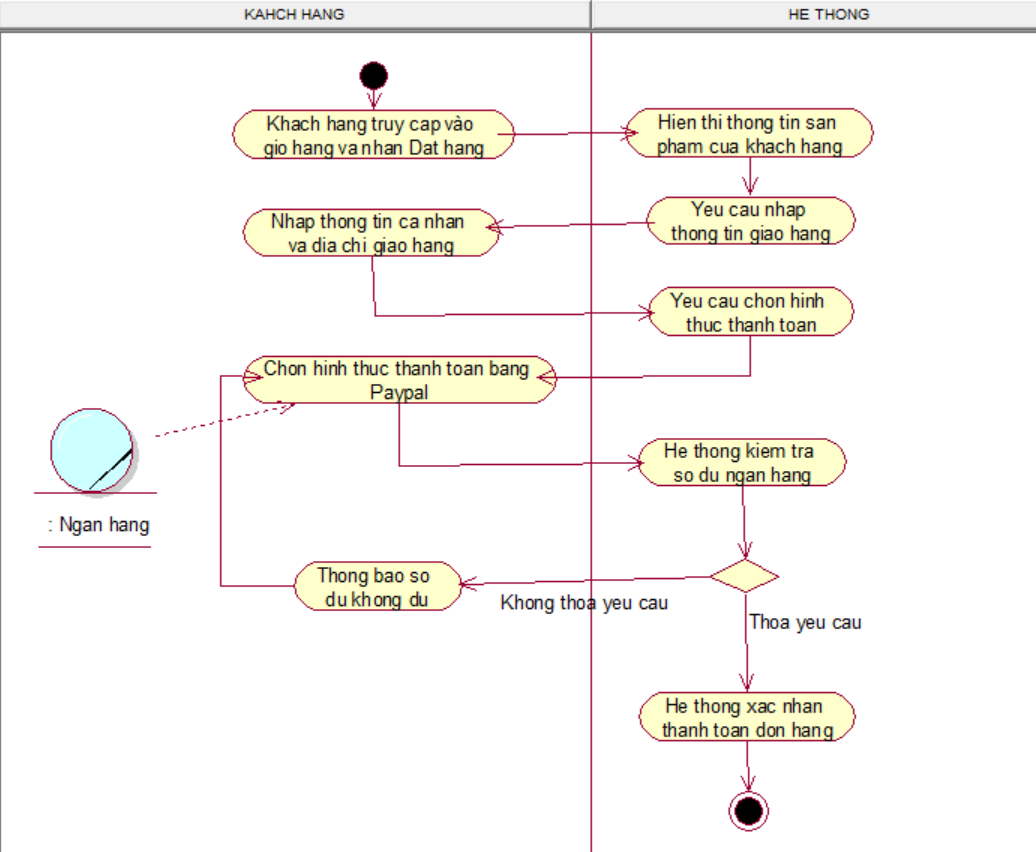 KAHCH HANG
HE THONG
Khach hang truy cap vào
gio hang va nhan Dat hang
Hien thi thong tin san
pham cua khach hang
Yeu cau nhap
thong tin giao hang
Nhap thong tin ca nhan
va dia chi giao hang
Yeu cau chon hinh
thuc thanh toan
Chon hinh thuc thanh toan bang
Paypal
: Ngan hang
He thong kiem tra
so du ngan hang
Thong bao so
du khong du
Khong thoa yeu cau
Thoa yeu cau
He thong xac nhan
thanh toan don hang